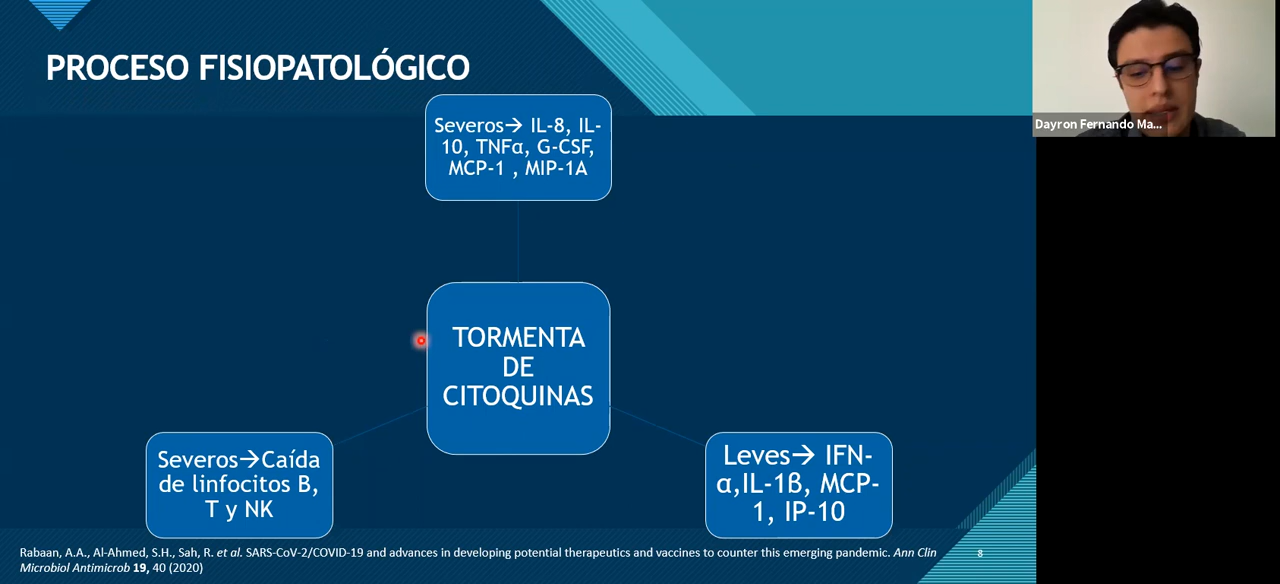 PROCESO FISIOPATOLÓGICO
Severos→ IL-8, IL-
10, TNFα, G-CSF,
MCP-1 , MIP-1A
Dayron Fernando Ma...
TORMENTA
DE
CITOQUINAS
Severos→Caída
de linfocitos B,
T y NK
Leves→ IFN-
α,IL-1ß, MCP-
1, IP-10
Rabaan, A.A., Al-Ahmed, S.H., Sah, R. et al. SARS-CoV-2/COVID-19 and advances in developing potential therapeutics and vaccines to counter this emerging pandemic. Ann Clin
Microbiol Antimicrob 19, 40 (2020)
8